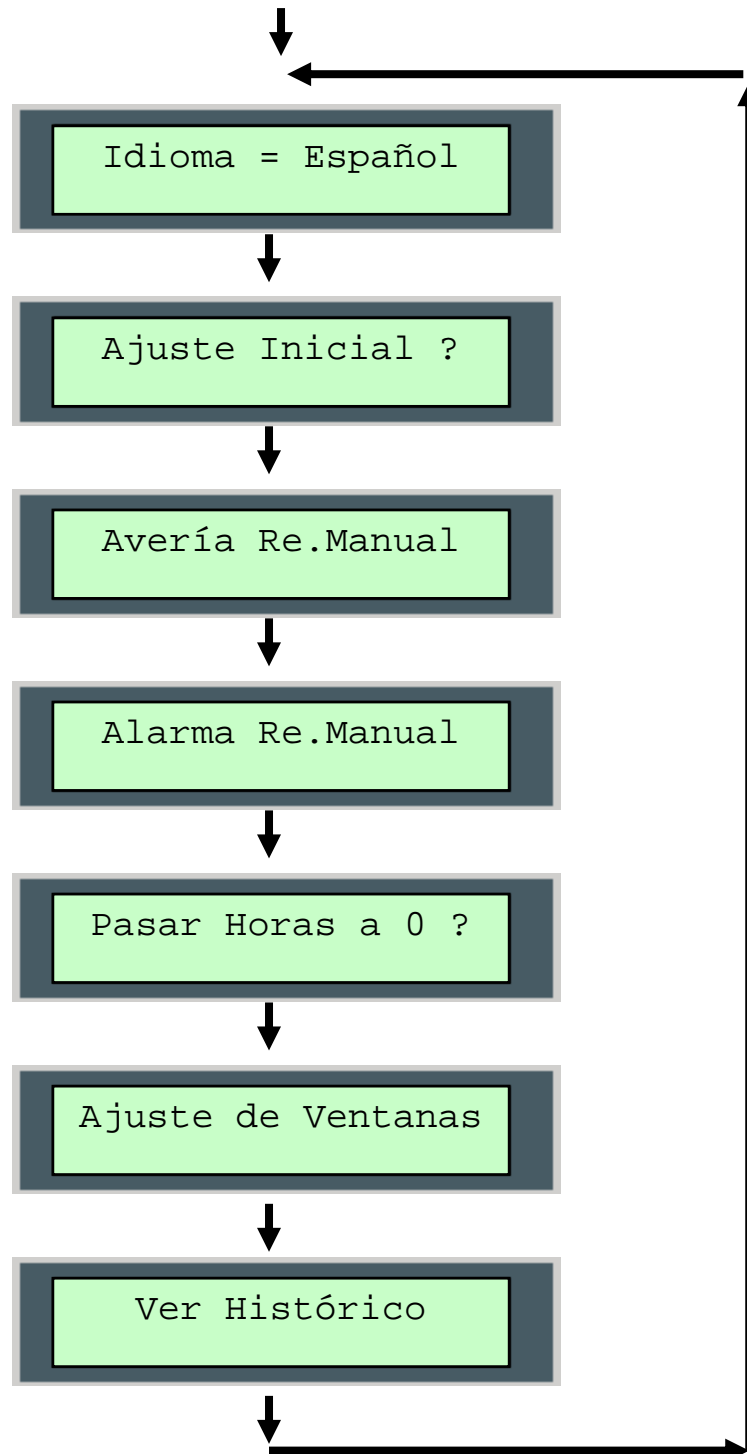 Idioma = Español
Ajuste Inicial ?
Avería Re.Manual
Alarma Re.Manual
Pasar Horas a 0 ?
Ajuste de Ventanas
Ver Histórico